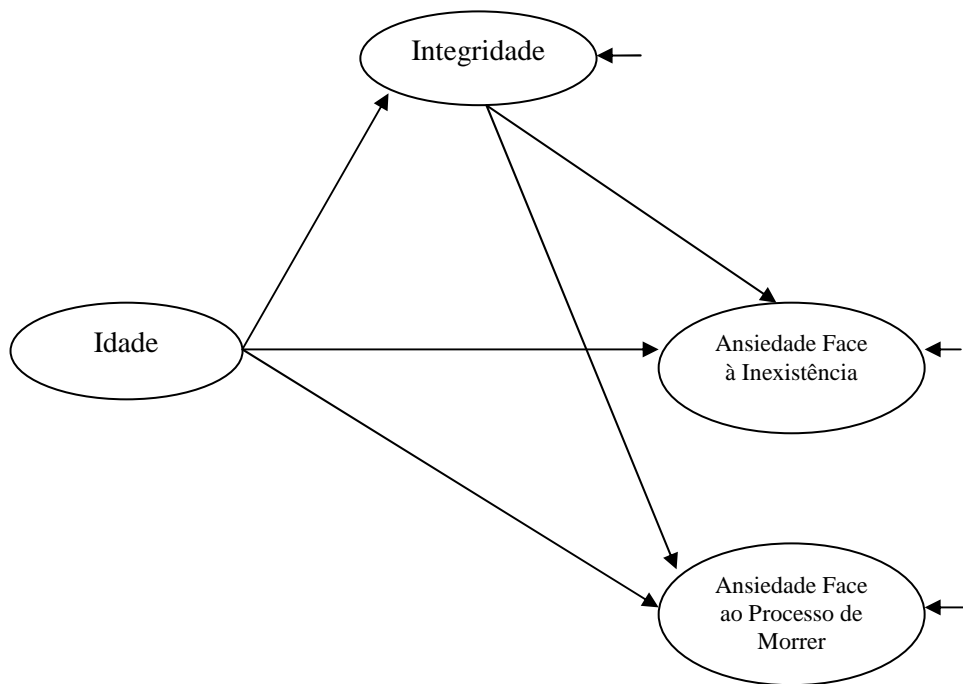 Integridade
Idade
Ansiedade Face
à Inexistência
Ansiedade Face
ao Processo de
Morrer